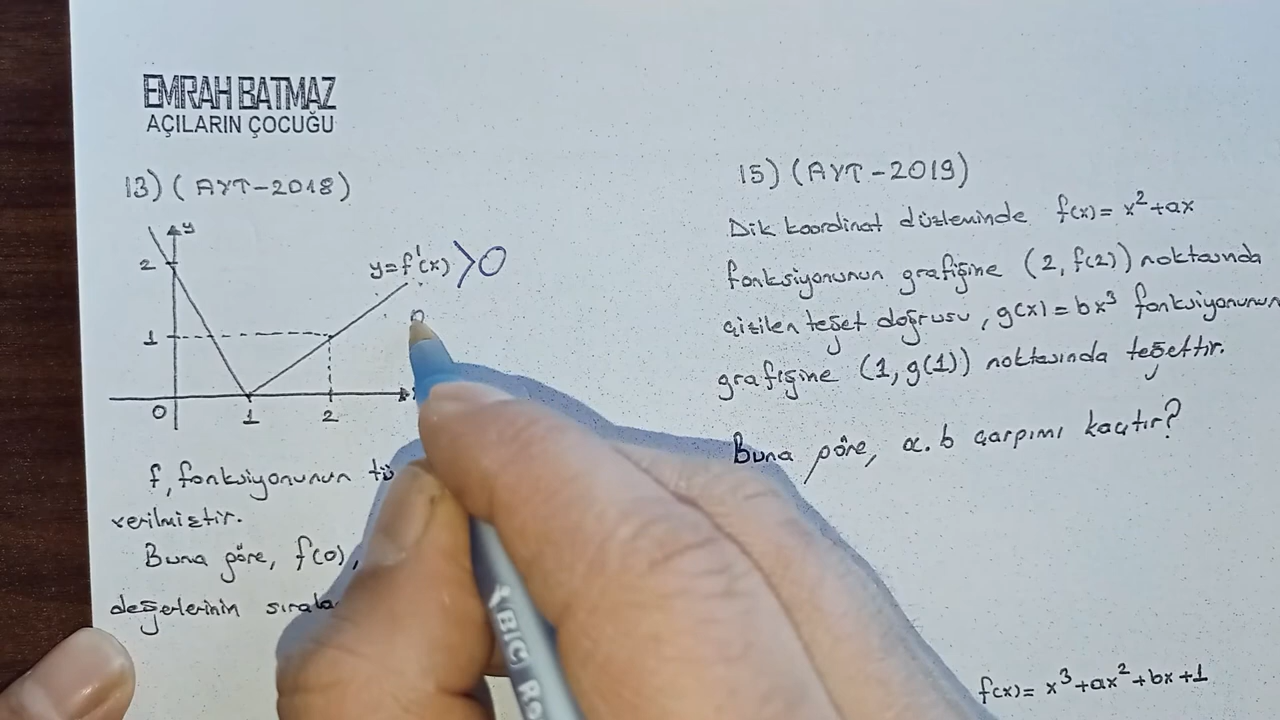 EMRAH BATMAZ
AÇILARIN ÇOCUĞU
13) (AYT-2018)
y
2
y=f'(x) >0
1
0 1 2
f, fonksiyonunun tü
verilmiştir.
Buna göre, f(0),
değerlerinin sırala
15) (AYT-2019)
Dik koordinat düzleminde f(x)= x²+ax
fonksiyonunun grafiğine (2, f(2)) noktasında
çizilen teğet doğrusu, g(x)=bx³ fonksiyonunun
grafiğine (1, g(1)) noktasında teğettir.
Buna göre, a.b çarpımı kaçtır?
f(x)= x³+ax²+bx+1
BIC Ro